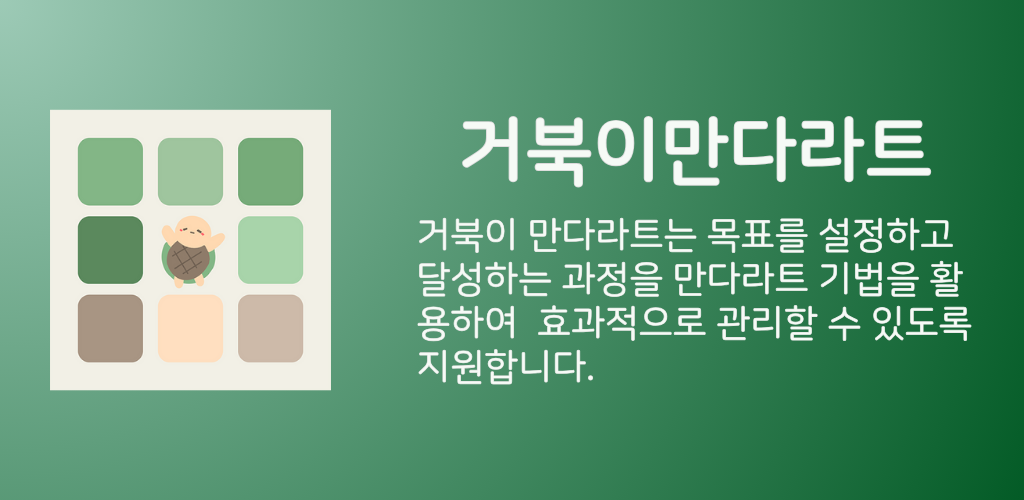 거북이만다라트
거북이 만다라트는 목표를 설정하고
달성하는 과정을 만다라트 기법을 활
용하여  효과적으로 관리할 수 있도록
지원합니다.